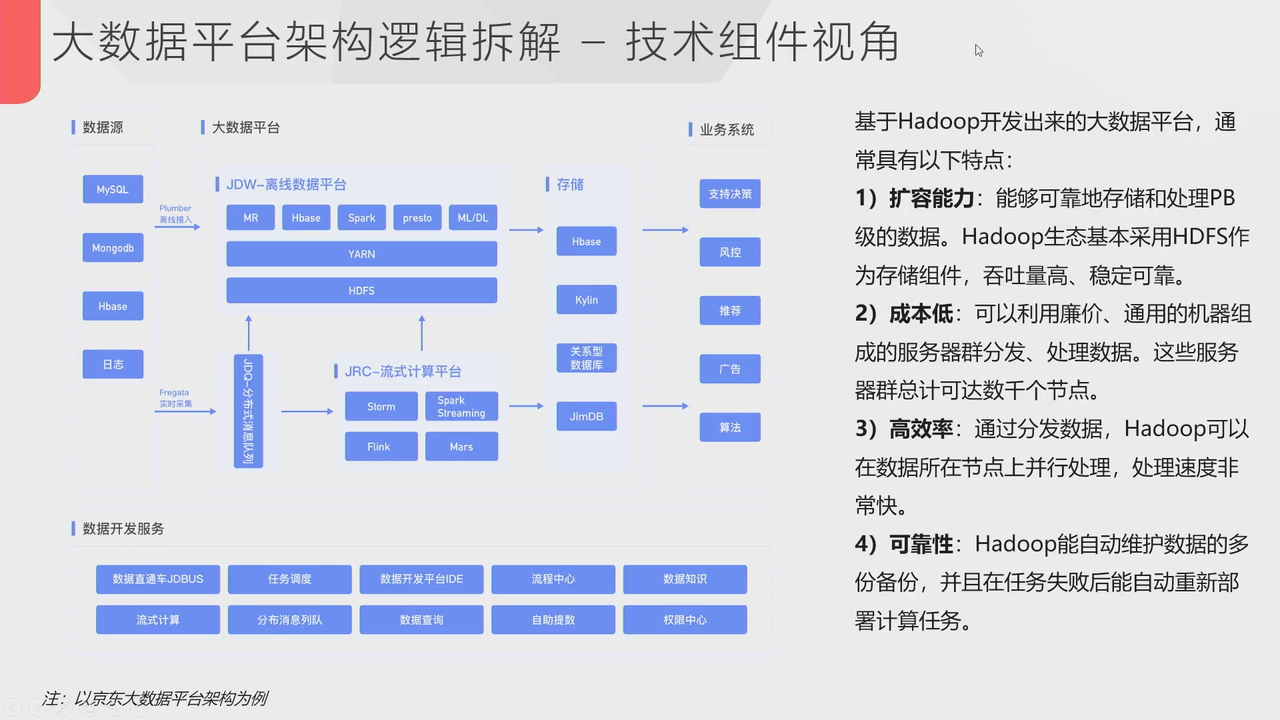 大数据平台架构逻辑拆解 – 技术组件视角
数据源
MySQL
Mongodb
Hbase
日志
Plumber
离线接入
Fregata
实时采集
大数据平台
JDW-离线数据平台
MR
Hbase
Spark
presto
ML/DL
YARN
HDFS
JDQ-分布式消息队列
JRC-流式计算平台
Storm
Spark
Streaming
Flink
Mars
存储
Hbase
Kylin
关系型
数据库
JimDB
业务系统
支持决策
风控
推荐
广告
算法
数据开发服务
数据直通车JDBUS
任务调度
数据开发平台IDE
流程中心
数据知识
流式计算
分布消息列队
数据查询
自助提数
权限中心
基于Hadoop开发出来的大数据平台，通
常具有以下特点：
1）扩容能力：能够可靠地存储和处理PB
级的数据。Hadoop生态基本采用HDFS作
为存储组件，吞吐量高、稳定可靠。
2）成本低：可以利用廉价、通用的机器组
成的服务器群分发、处理数据。这些服务
器群总计可达数千个节点。
3）高效率：通过分发数据，Hadoop可以
在数据所在节点上并行处理，处理速度非
常快。
4）可靠性：Hadoop能自动维护数据的多
份备份，并且在任务失败后能自动重新部
署计算任务。
注：以京东大数据平台架构为例